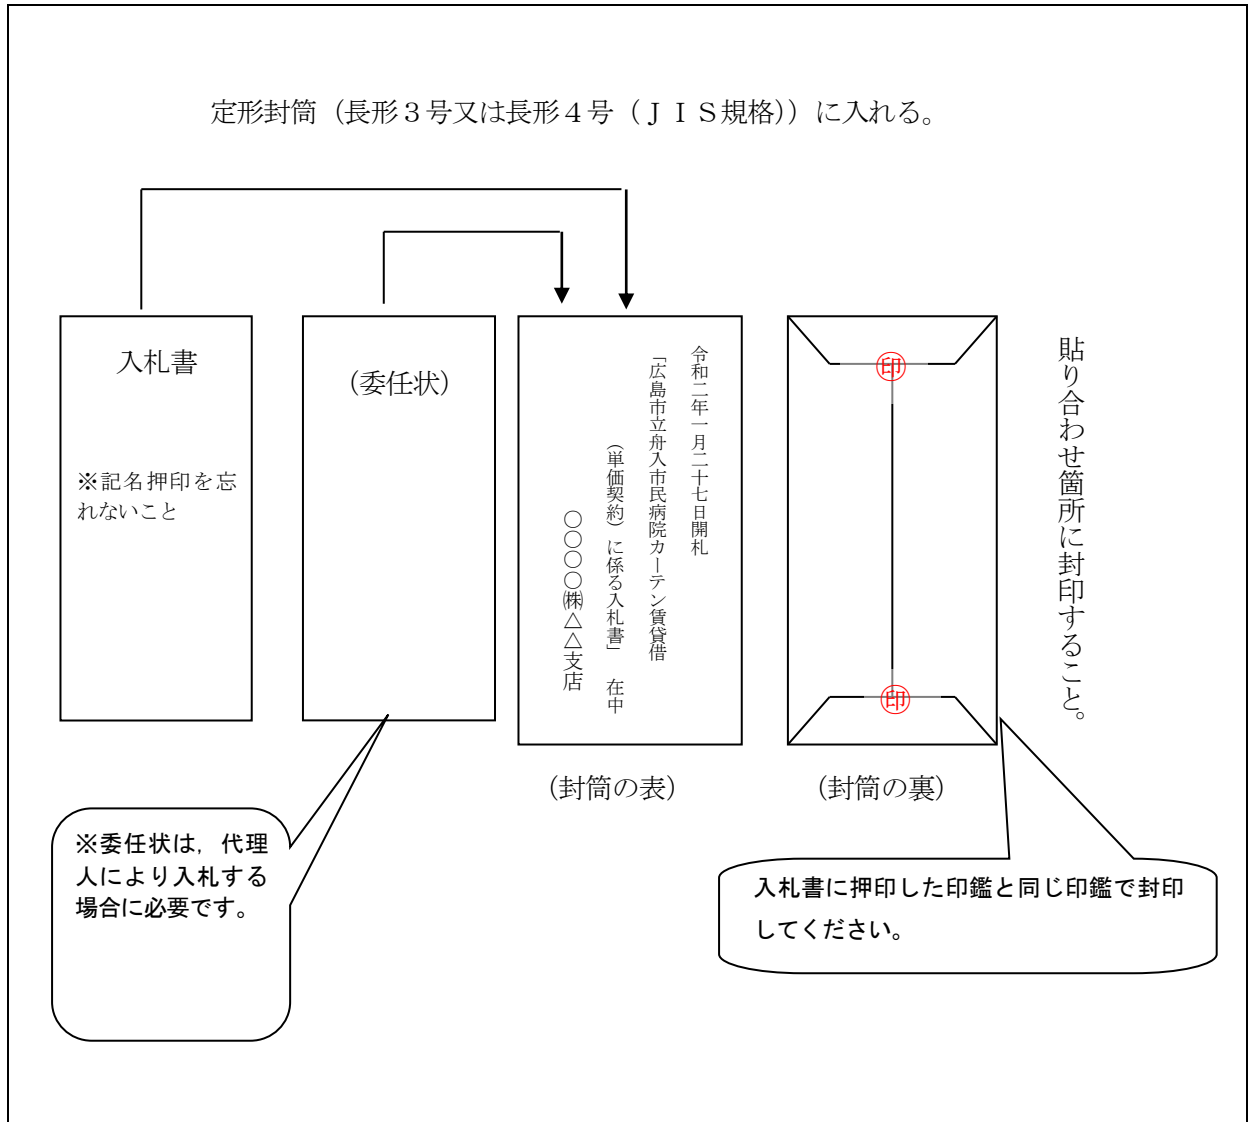 定形封筒（長形３号又は長形４号（ＪＩＳ規格））に入れる。
入札書
※記名押印を忘
れないこと
（委任状）
令和二年一月二十七日開札
「広島市立舟入市民病院カーテン賃貸借
（単価契約）に係る入札書」　在中
〇〇〇〇㈱△△支店
印
印
貼り合わせ箇所に封印すること。
（封筒の表）
（封筒の裏）
※委任状は，代理
人により入札する
場合に必要です。
入札書に押印した印鑑と同じ印鑑で封印
してください。